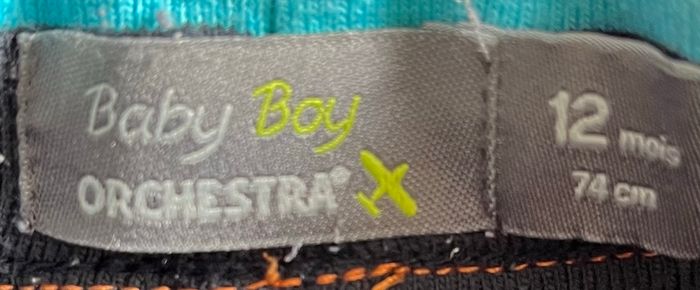 Baby Boy
ORCHESTRA®
12 mois
74 cm